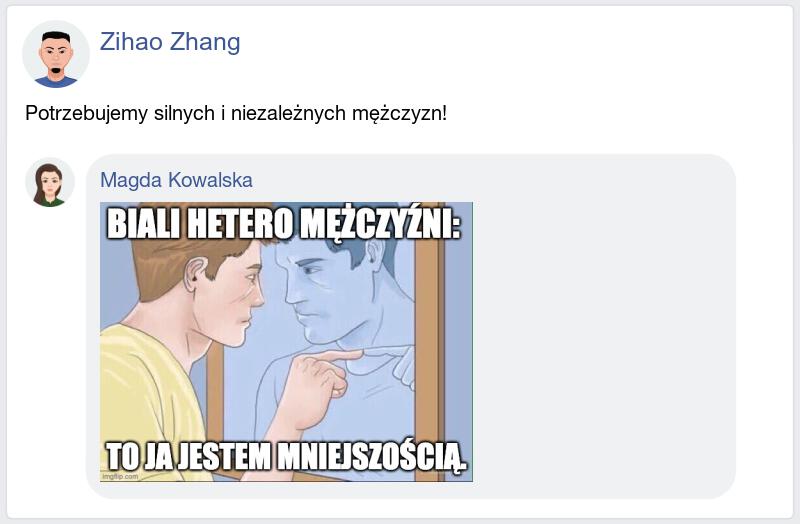 Zihao Zhang
Potrzebujemy silnych i niezależnych mężczyzn!
Magda Kowalska
BIALI HETERO MĘŻCZYŹNI:
TO JA JESTEM MNIEJSZOŚCIĄ.
imgflip.com